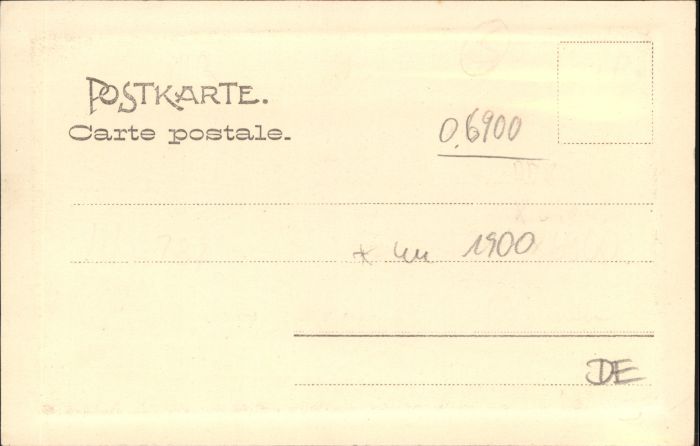 POSTKARTE.
Carte postale.
0.6900
* um 1900
DE